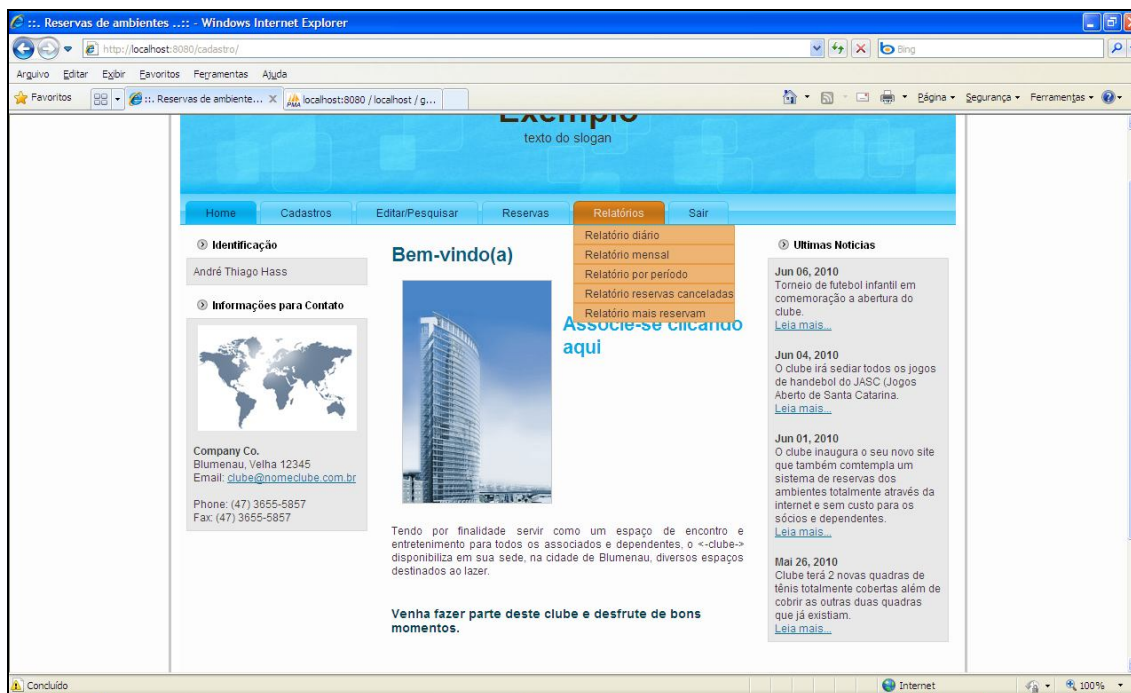 ::. Reservas de ambientes ..:: - Windows Internet Explorer
http://localhost:8080/cadastro/
Bing
Arquivo Editar Exibir Favoritos Ferramentas Ajuda
Favoritos
::. Reservas de ambiente...
localhost:8080 / localhost / g...
Página
Segurança
Ferramentas
Exemplo
texto do slogan
Home
Cadastros
Editar/Pesquisar
Reservas
Relatórios
Sair
Relatório diário
Relatório mensal
Relatório por período
Relatório reservas canceladas
Relatório mais reservam
Identificação
André Thiago Hass
Informações para Contato
Company Co.
Blumenau, Velha 12345
Email: clube@nomeclube.com.br
Phone: (47) 3655-5857
Fax: (47) 3655-5857
Bem-vindo(a)
Associe-se clicando
aqui
Tendo por finalidade servir como um espaço de encontro e
entretenimento para todos os associados e dependentes, o <-clube->
disponibiliza em sua sede, na cidade de Blumenau, diversos espaços
destinados ao lazer.
Venha fazer parte deste clube e desfrute de bons
momentos.
Ultimas Noticias
Jun 06, 2010
Torneio de futebol infantil em
comemoração a abertura do
clube.
Leia mais...
Jun 04, 2010
O clube irá sediar todos os jogos
de handebol do JASC (Jogos
Aberto de Santa Catarina.
Leia mais...
Jun 01, 2010
O clube inaugura o seu novo site
que também comtempla um
sistema de reservas dos
ambientes totalmente através da
internet e sem custo para os
sócios e dependentes.
Leia mais...
Mai 26, 2010
Clube terá 2 novas quadras de
tênis totalmente cobertas além de
cobrir as outras duas quadras
que já existiam.
Leia mais...
Concluído
Internet
100%